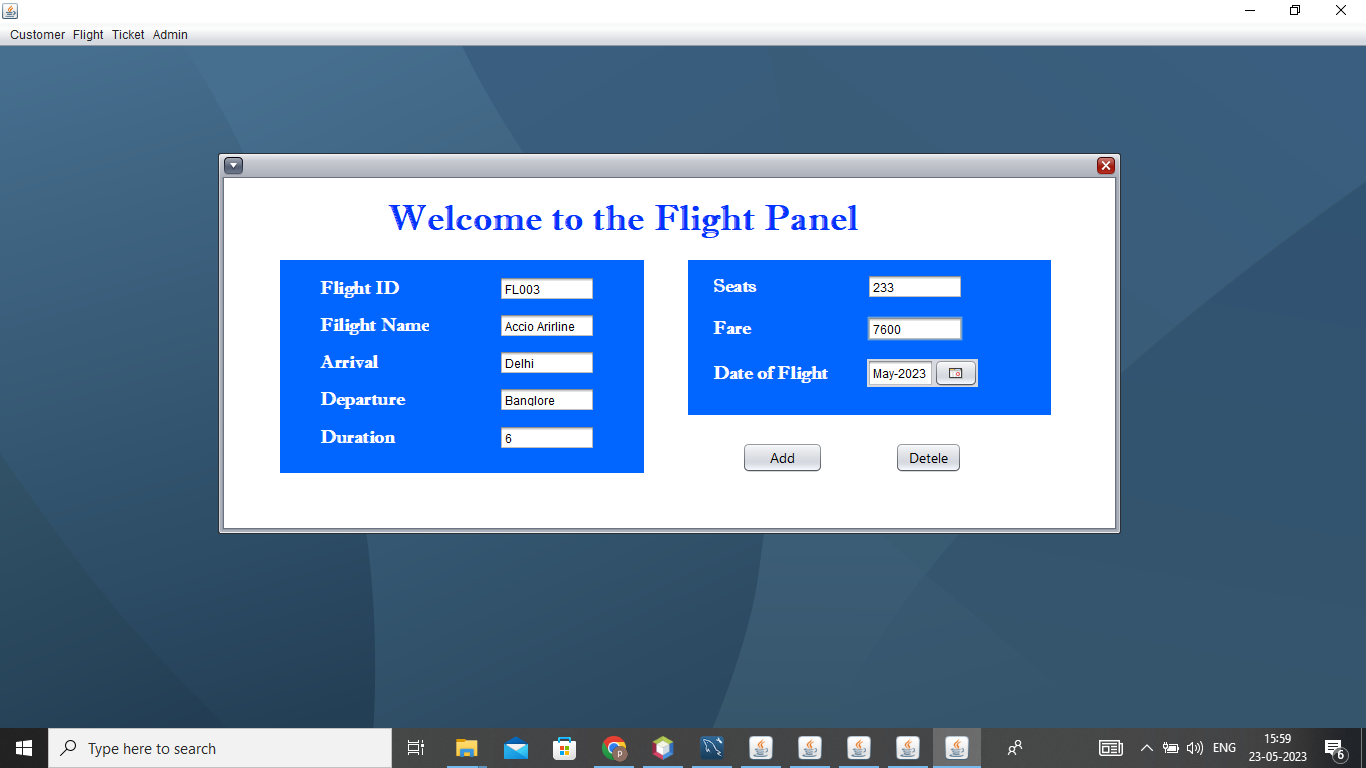 Customer Flight Ticket Admin
Welcome to the Flight Panel
Flight ID FL003
Filight Name Accio Arirline
Arrival Delhi
Departure Banglore
Duration 6
Seats 233
Fare 7600
Date of Flight May-2023
Add Detele
Type here to search
P
ENG
15:59
23-05-2023
6